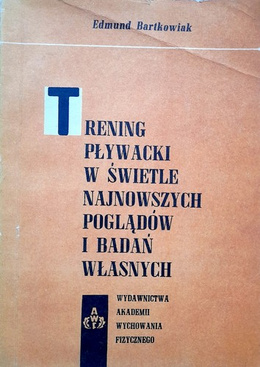 Edmund Bartkowiak
TRENING
PŁYWACKI
W ŚWIETLE
NAJNOWSZYCH
POGLĄDÓW
I BADAŃ
WŁASNYCH
WYDAWNICTWA
AKADEMII
WYCHOWANIA
FIZYCZNEGO